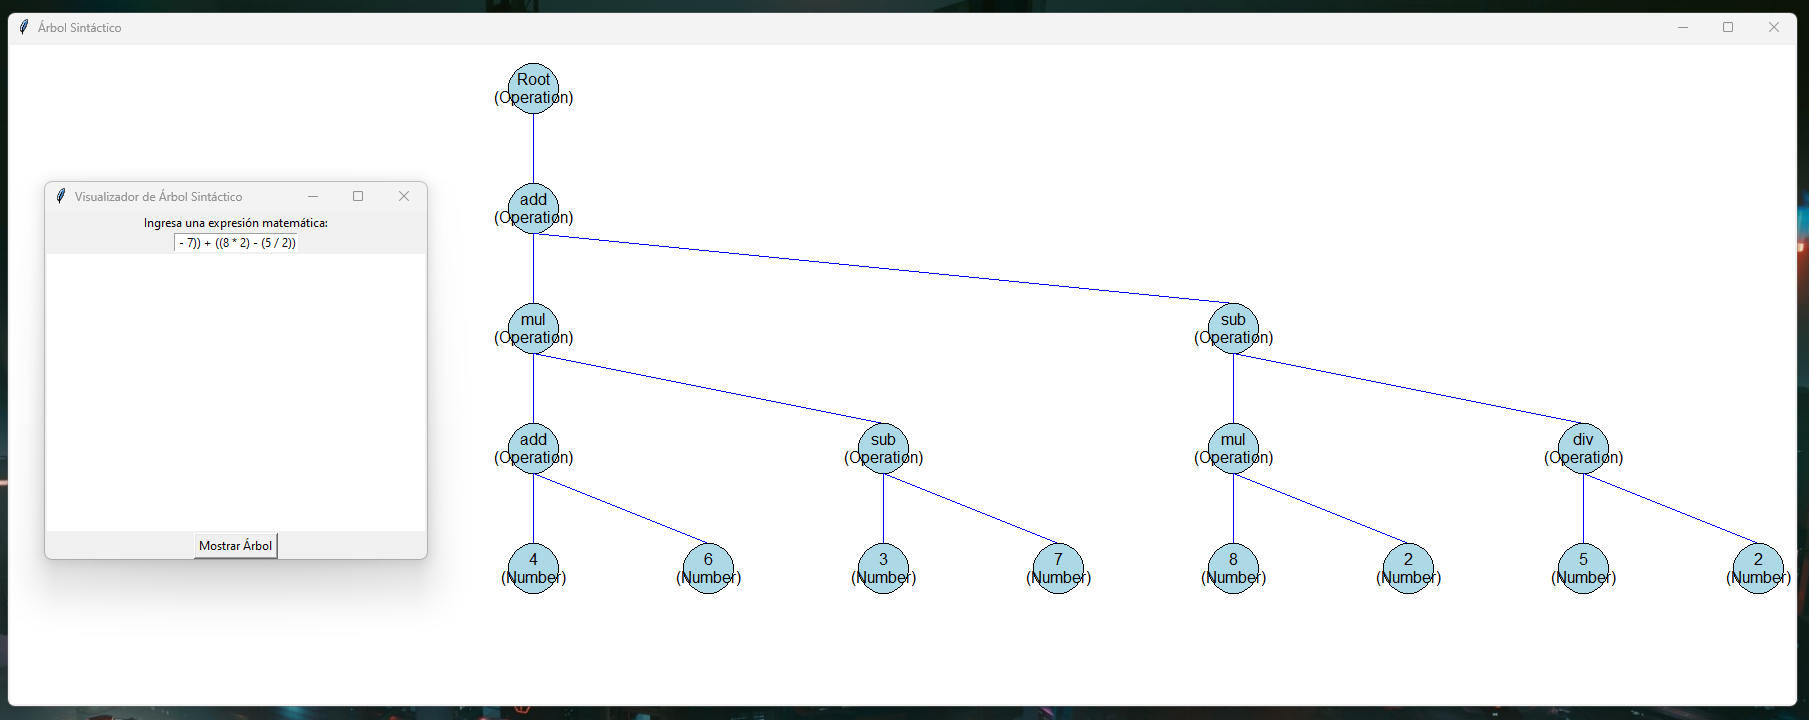 Árbol Sintáctico
Root
(Operation)
add
(Operation)
Visualizador de Árbol Sintáctico
Ingresa una expresión matemática:
- 7)) + ((8 * 2) - (5 / 2))
Mostrar Árbol
mul
(Operation)
sub
(Operation)
add
(Operation)
sub
(Operation)
mul
(Operation)
div
(Operation)
4
(Number)
6
(Number)
3
(Number)
7
(Number)
8
(Number)
2
(Number)
5
(Number)
2
(Number)